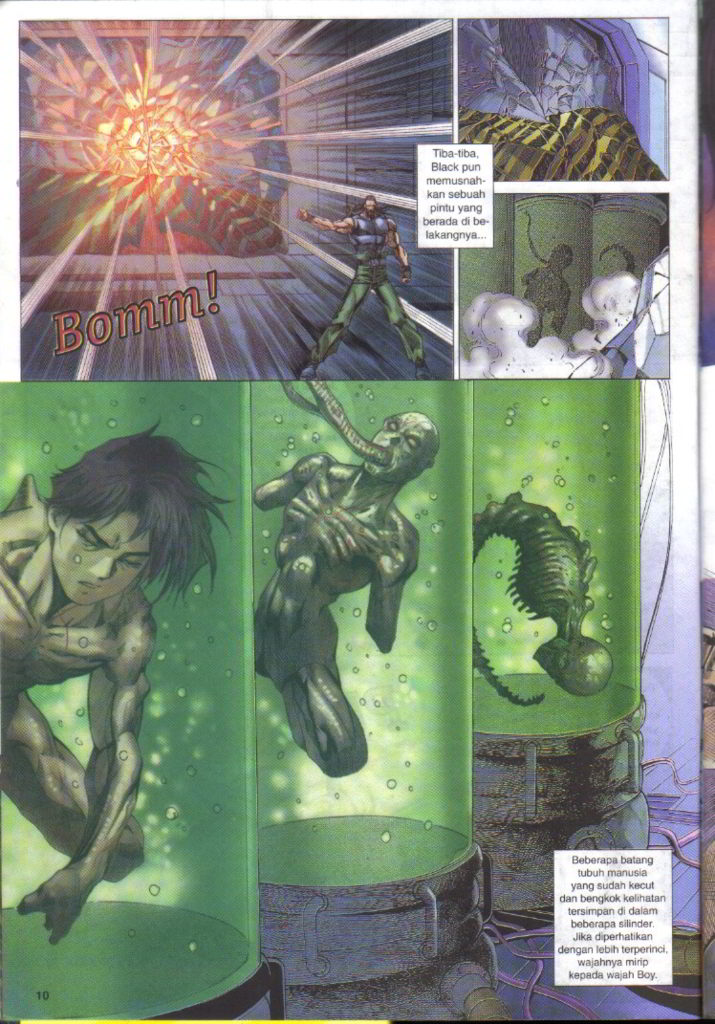 Tiba-tiba,
Black pun
memusnah-
kan sebuah
pintu yang
berada di be-
lakangnya...
Bomm!
Beberapa batang
tubuh manusia
yang sudah kecut
dan bengkok kelihatan
tersimpan di dalam
beberapa silinder.
Jika diperhatikan
dengan lebih terperinci,
wajahnya mirip
kepada wajah Boy.
10